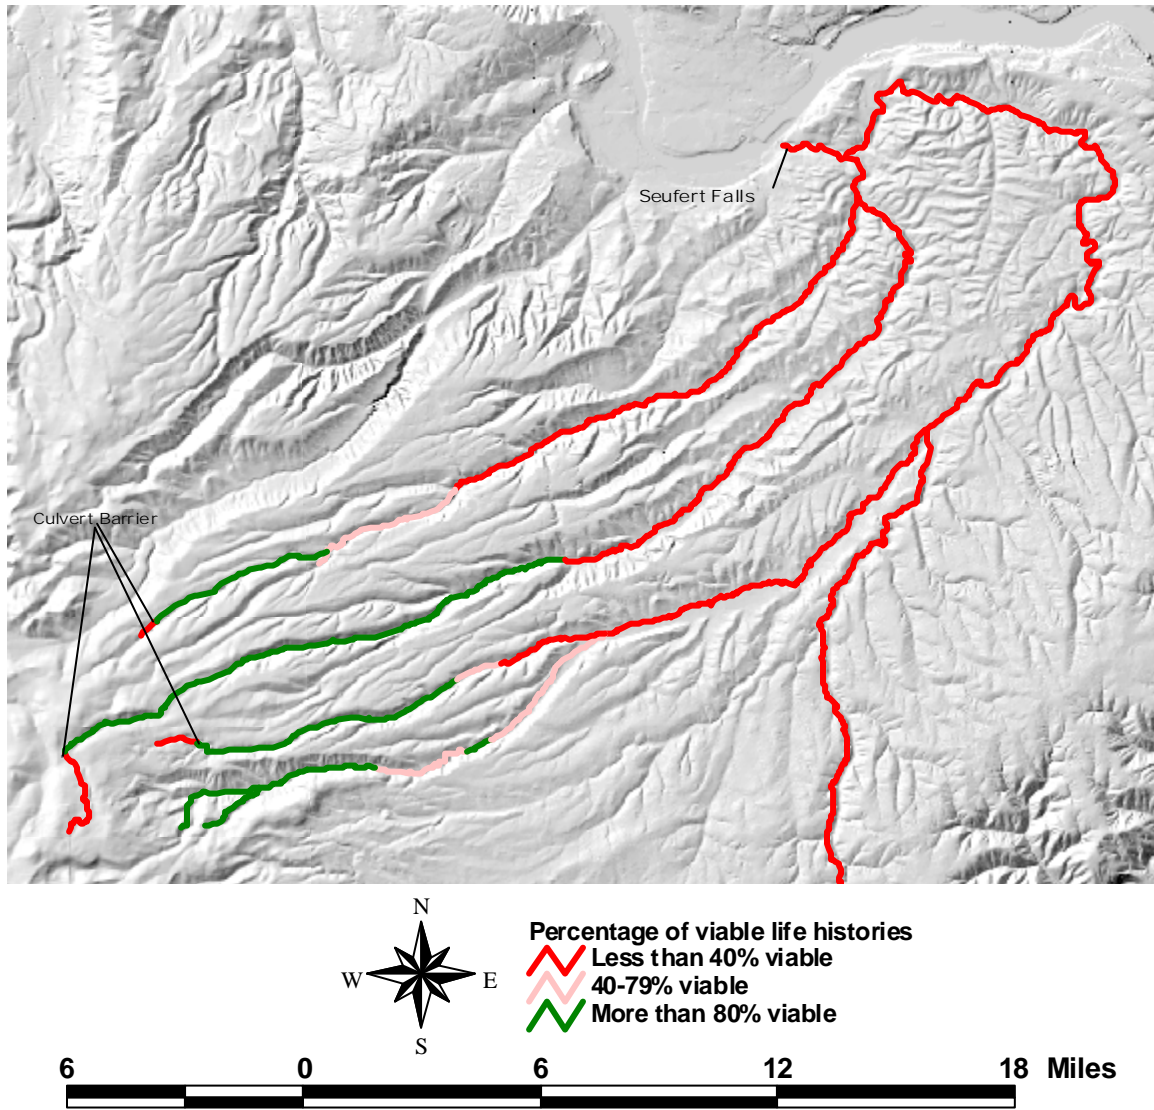 Seufert Falls
Culvert Barrier
N
W E
S
Percentage of viable life histories
Less than 40% viable
40-79% viable
More than 80% viable
6 0 6 12 18 Miles